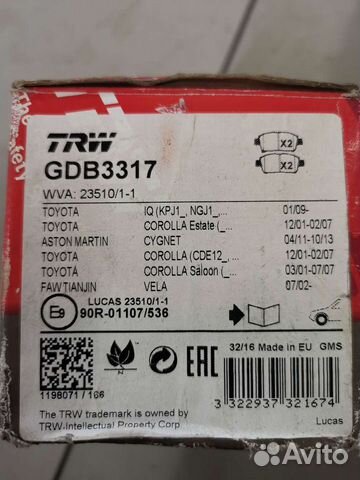 The
fety
TRW
X2
X2
GDB3317
WVA: 23510/1-1
TOYOTA IQ (KPJ1_, NGJ1_,... 01/09-
TOYOTA COROLLA Estate (_... 12/01-02/07
ASTON MARTIN CYGNET 04/11-10/13
TOYOTA COROLLA (CDE12_,... 12/01-02/07
TOYOTA COROLLA Saloon (_... 03/01-07/07
FAW TIANJIN VELA 07/02-
LUCAS 23510/1-1
E9 90R-01107/536
EAC
32/16 Made in EU GMS
1198071 / 166
3 322937 321674
The TRW trademark is owned by
TRW-Intellectual Property Corp.
Lucas
Avito